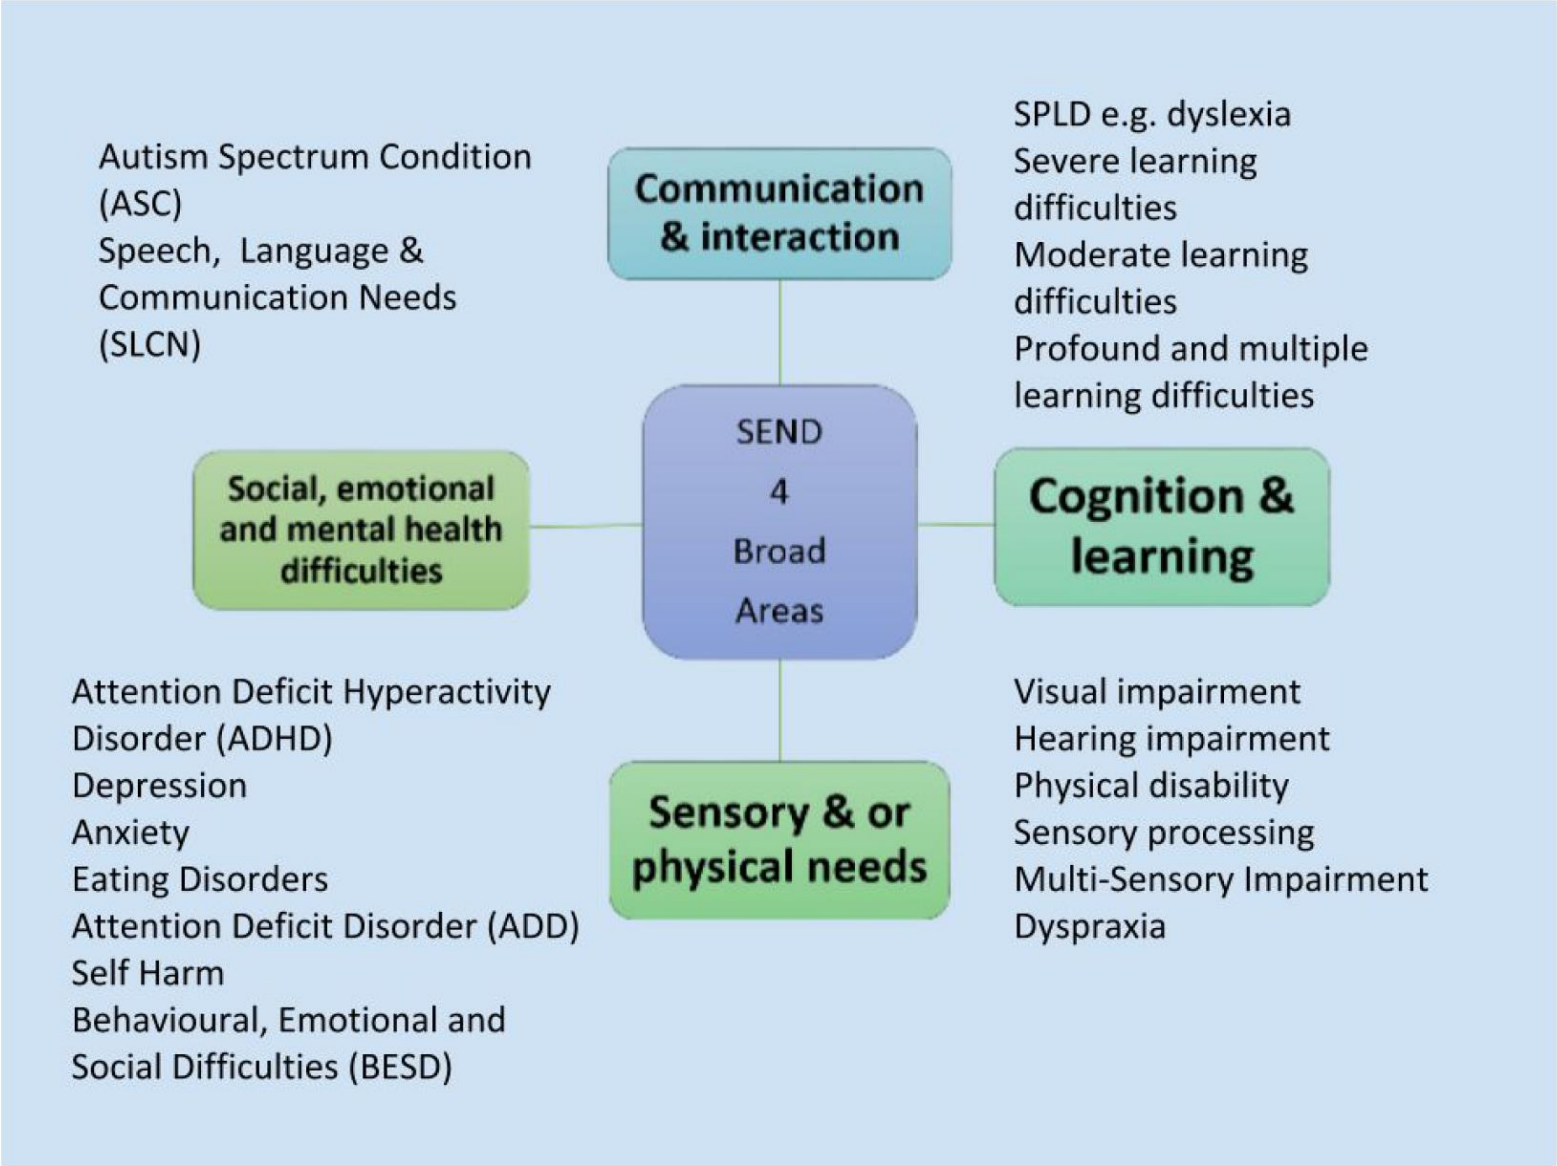 Autism Spectrum Condition
(ASC)
Speech,  Language &
Communication Needs
(SLCN)
Communication
& interaction
SPLD e.g. dyslexia
Severe learning
difficulties
Moderate learning
difficulties
Profound and multiple
learning difficulties
Social, emotional
and mental health
difficulties
SEND
4
Broad
Areas
Cognition &
learning
Attention Deficit Hyperactivity
Disorder (ADHD)
Depression
Anxiety
Eating Disorders
Attention Deficit Disorder (ADD)
Self Harm
Behavioural, Emotional and
Social Difficulties (BESD)
Sensory & or
physical needs
Visual impairment
Hearing impairment
Physical disability
Sensory processing
Multi-Sensory Impairment
Dyspraxia